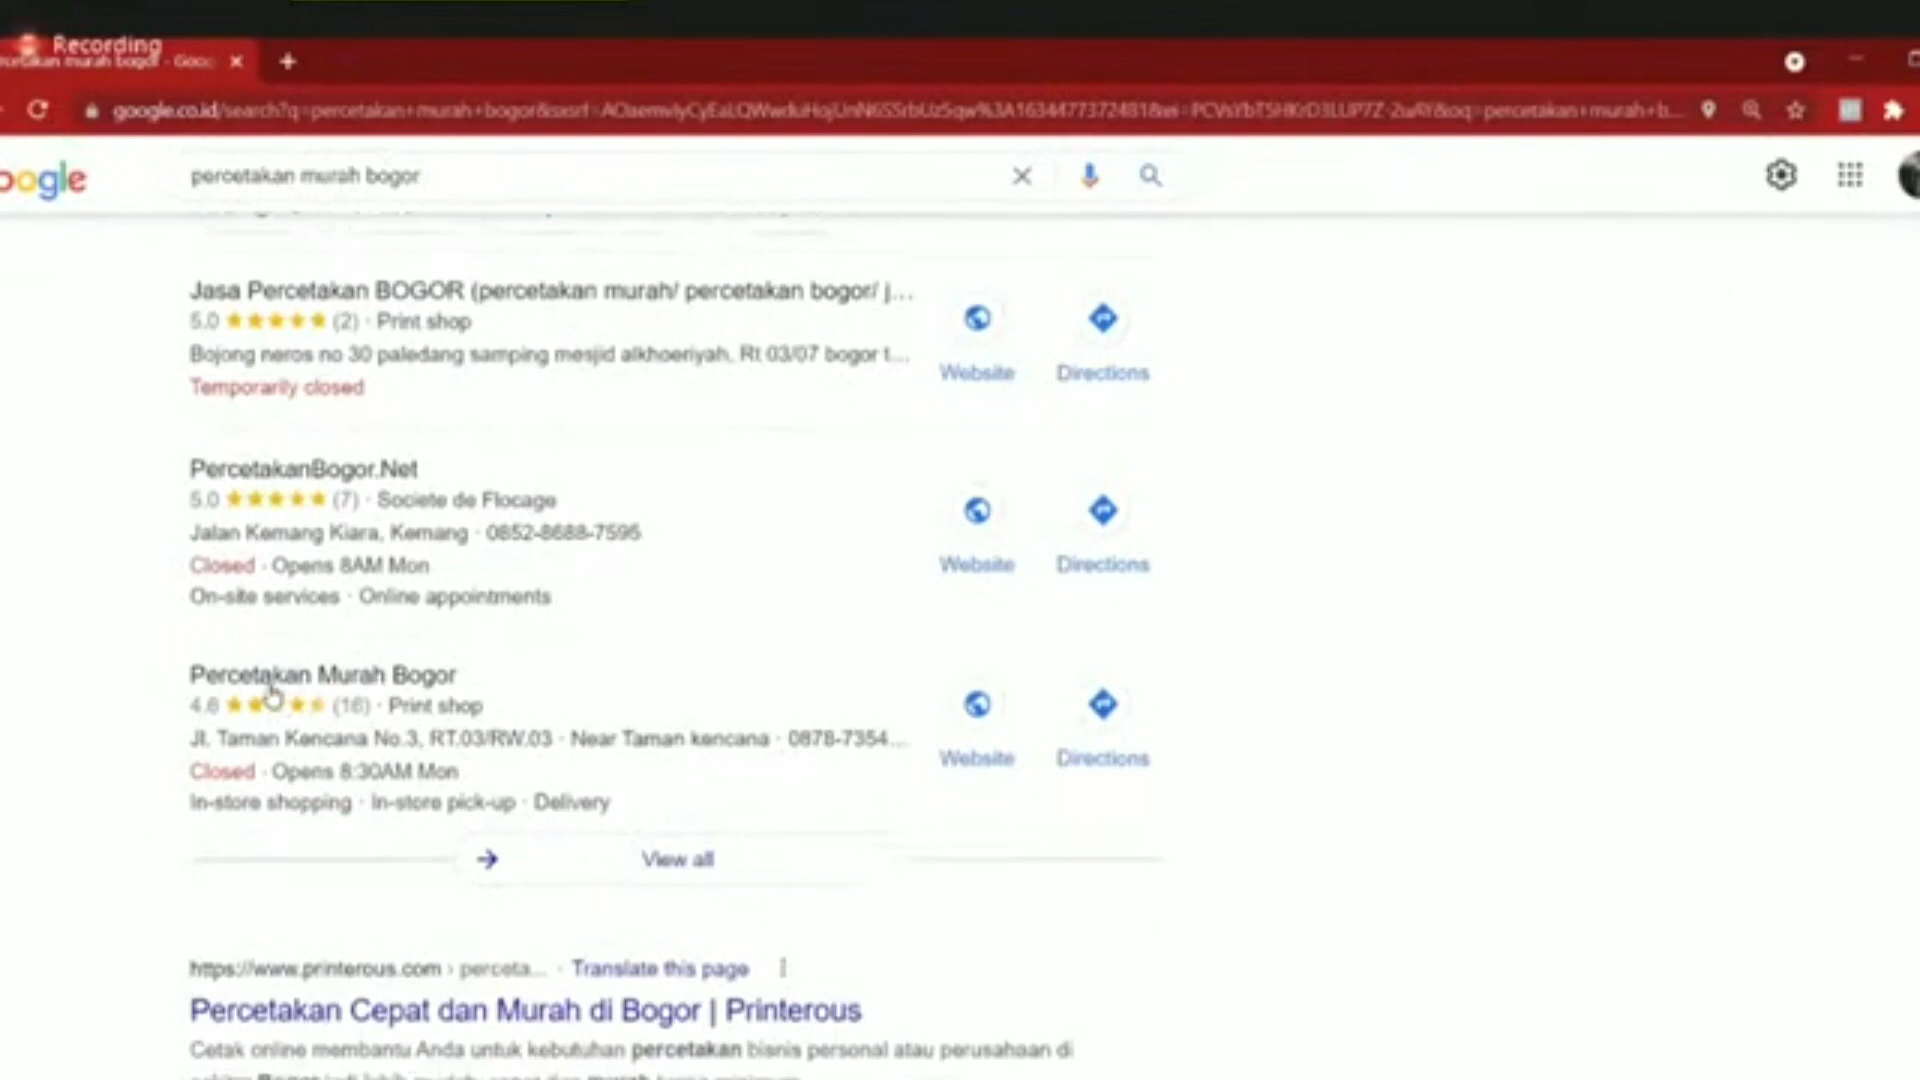 Recording
percetakan murah bogor - Goog
google.co.id/search?q=percetakan+murah+bogor&sxsrf=
oogle
percetakan murah bogor
Jasa Percetakan BOGOR (percetakan murah/ percetakan bogor/ j...
5.0 (2) · Print shop
Bojong neros no 30 paledang samping mesjid alkhoeriyah, Rt 03/07 bogor t...
Temporarily closed
Website
Directions
PercetakanBogor.Net
5.0 (7) · Societe de Flocage
Jalan Kemang Kiara, Kemang · 0852-8688-7595
Closed · Opens 8AM Mon
On-site services · Online appointments
Website
Directions
Percetakan Murah Bogor
4.6 (16) · Print shop
Jl. Taman Kencana No.3, RT.03/RW.03 · Near Taman kencana · 0878-7354...
Closed · Opens 8:30AM Mon
In-store shopping · In-store pick-up · Delivery
Website
Directions
View all
https://www.printerous.com › perceta... · Translate this page
Percetakan Cepat dan Murah di Bogor | Printerous
Cetak online membantu Anda untuk kebutuhan percetakan bisnis personal atau perusahaan di